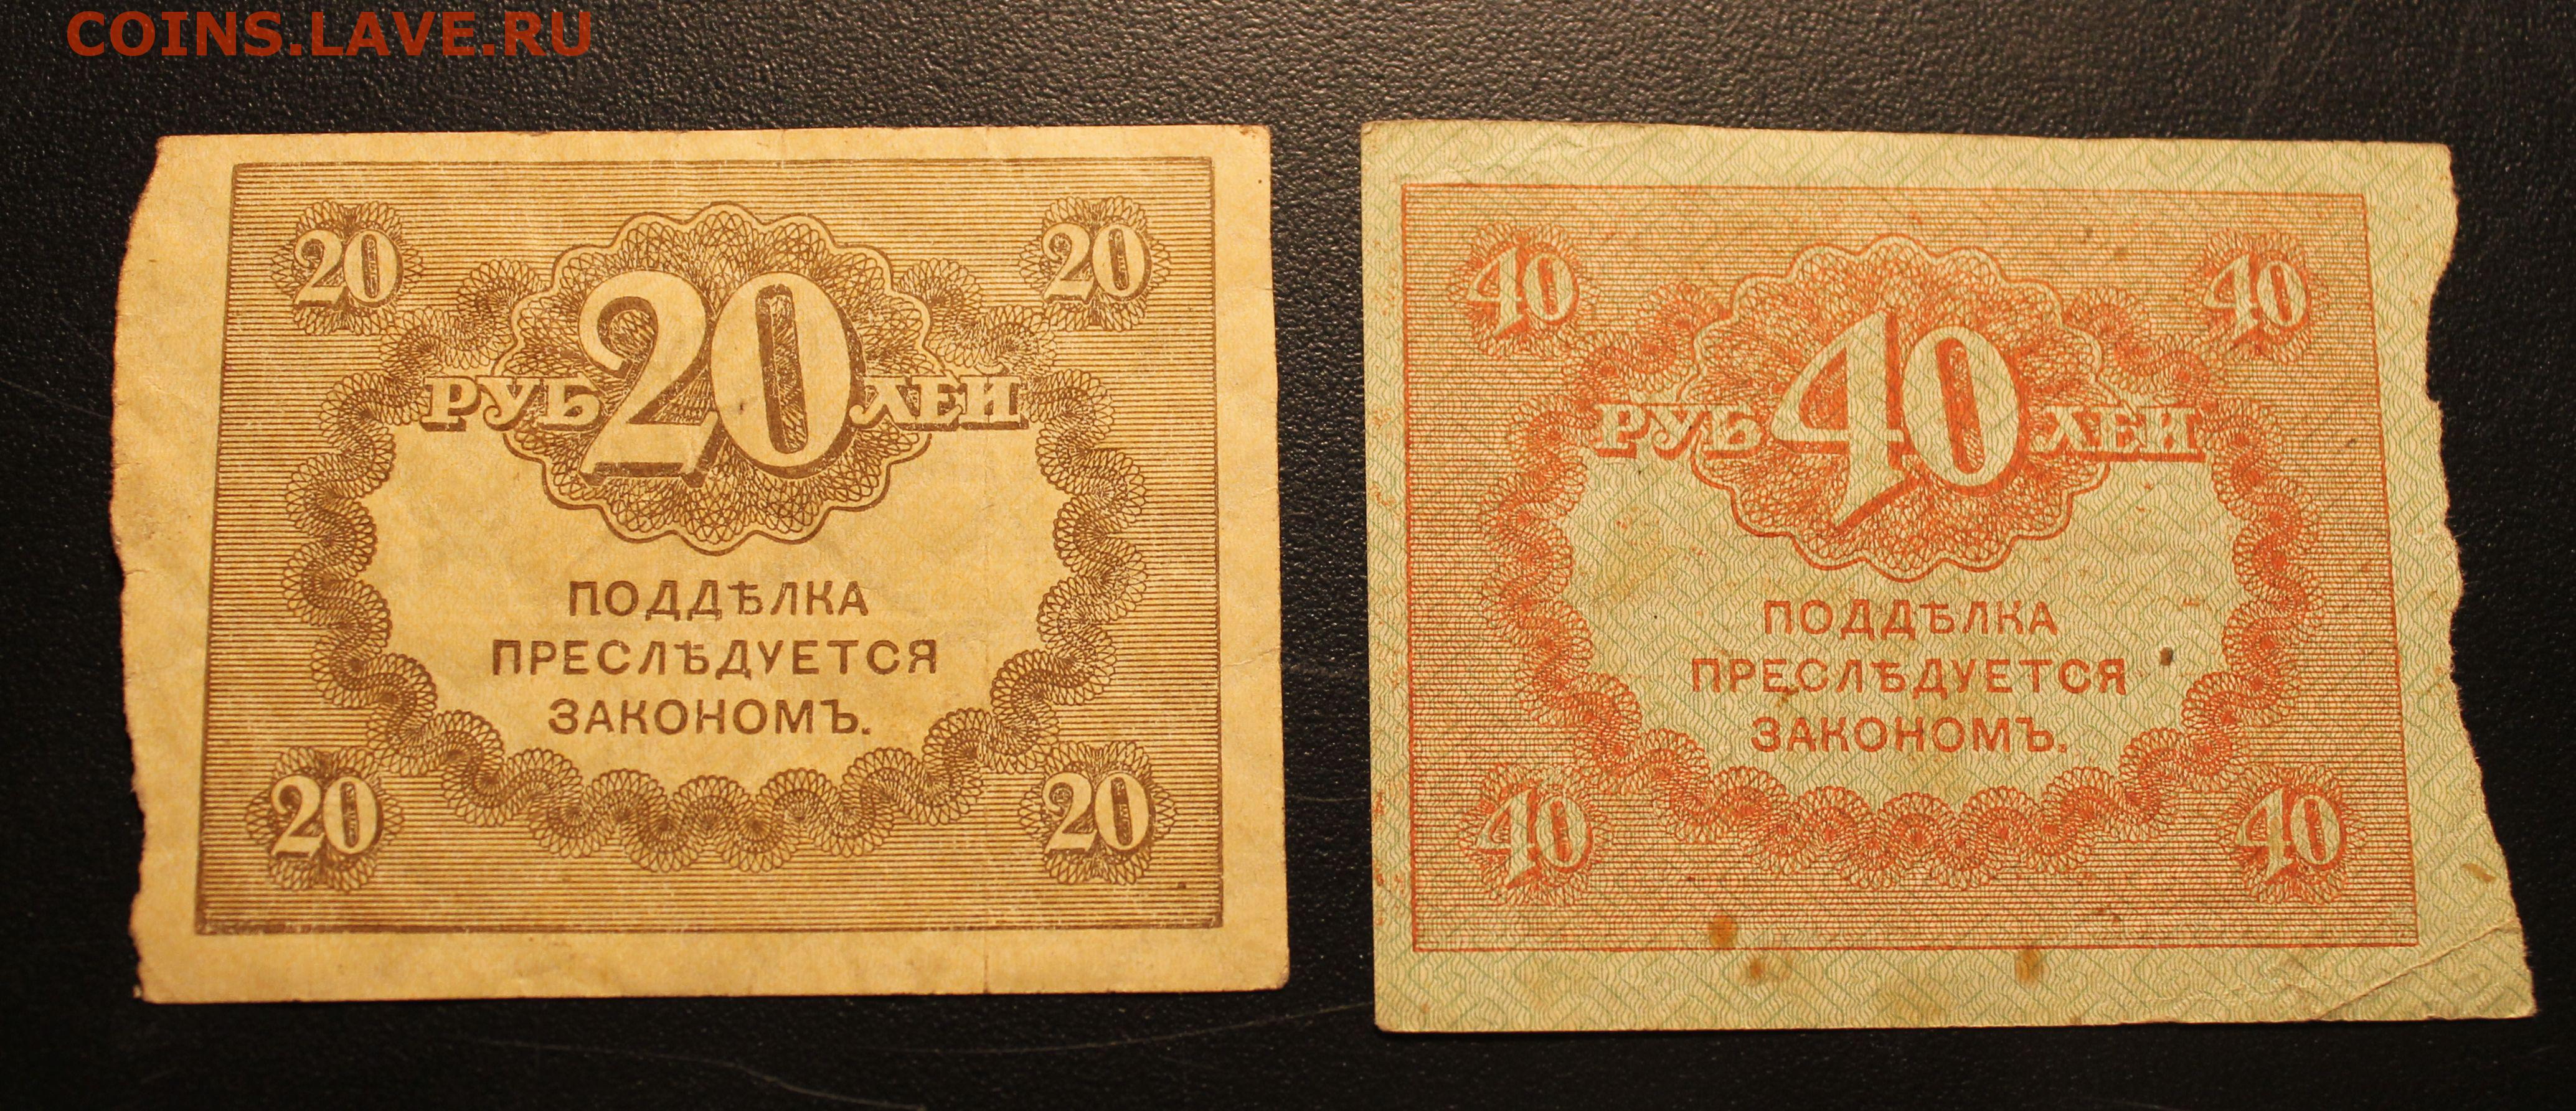 COINS.LAVE.RU
20 20
РУБ 20 ЛЕЙ
ПОДДѢЛКА
ПРЕСЛѢДУЕТСЯ
ЗАКОНОМЪ.
20 20
40 40
РУБ 40 ЛЕЙ
ПОДДѢЛКА
ПРЕСЛѢДУЕТСЯ
ЗАКОНОМЪ.
40 40